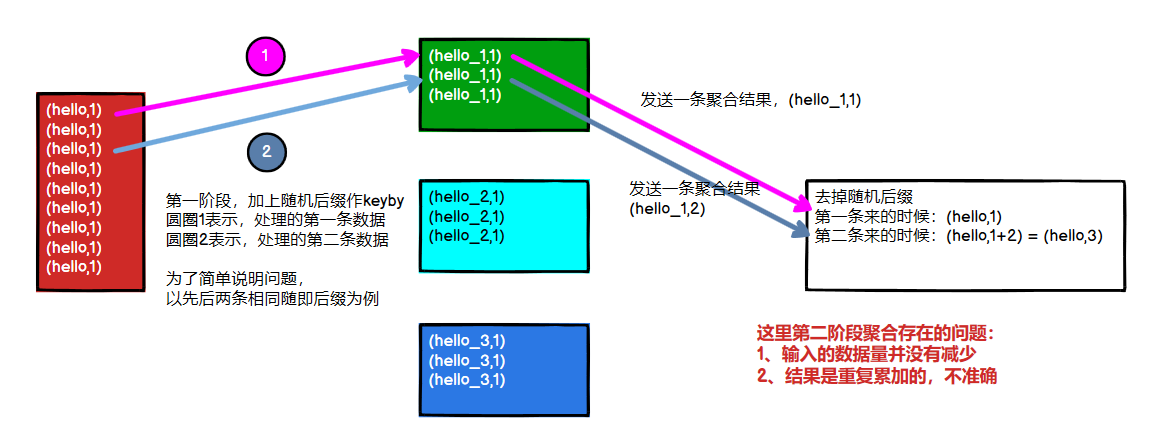 (hello,1)
(hello,1)
(hello,1)
(hello,1)
(hello,1)
(hello,1)
(hello,1)
(hello,1)
(hello,1)
1
2
第一阶段，加上随机后缀作keyby
圆圈1表示，处理的第一条数据
圆圈2表示，处理的第二条数据
为了简单说明问题，
以先后两条相同随即后缀为例
(hello_1,1)
(hello_1,1)
(hello_1,1)
(hello_2,1)
(hello_2,1)
(hello_2,1)
(hello_3,1)
(hello_3,1)
(hello_3,1)
发送一条聚合结果，(hello_1,1)
发送一条聚合结果
(hello_1,2)
去掉随机后缀
第一条来的时候：(hello,1)
第二条来的时候：(hello,1+2) = (hello,3)
这里第二阶段聚合存在的问题：
1、输入的数据量并没有减少
2、结果是重复累加的，不准确